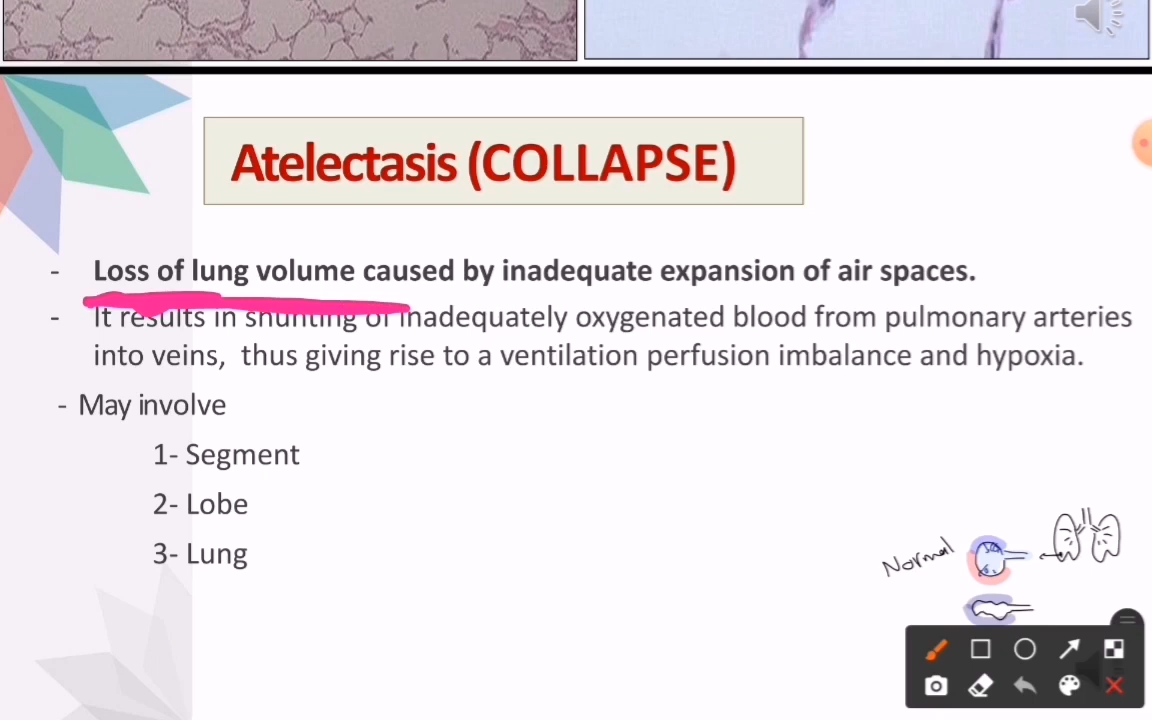 Atelectasis (COLLAPSE)
- Loss of lung volume caused by inadequate expansion of air spaces.
- It results in shunting of inadequately oxygenated blood from pulmonary arteries
into veins, thus giving rise to a ventilation perfusion imbalance and hypoxia.
- May involve
1- Segment
2- Lobe
3- Lung
Normal